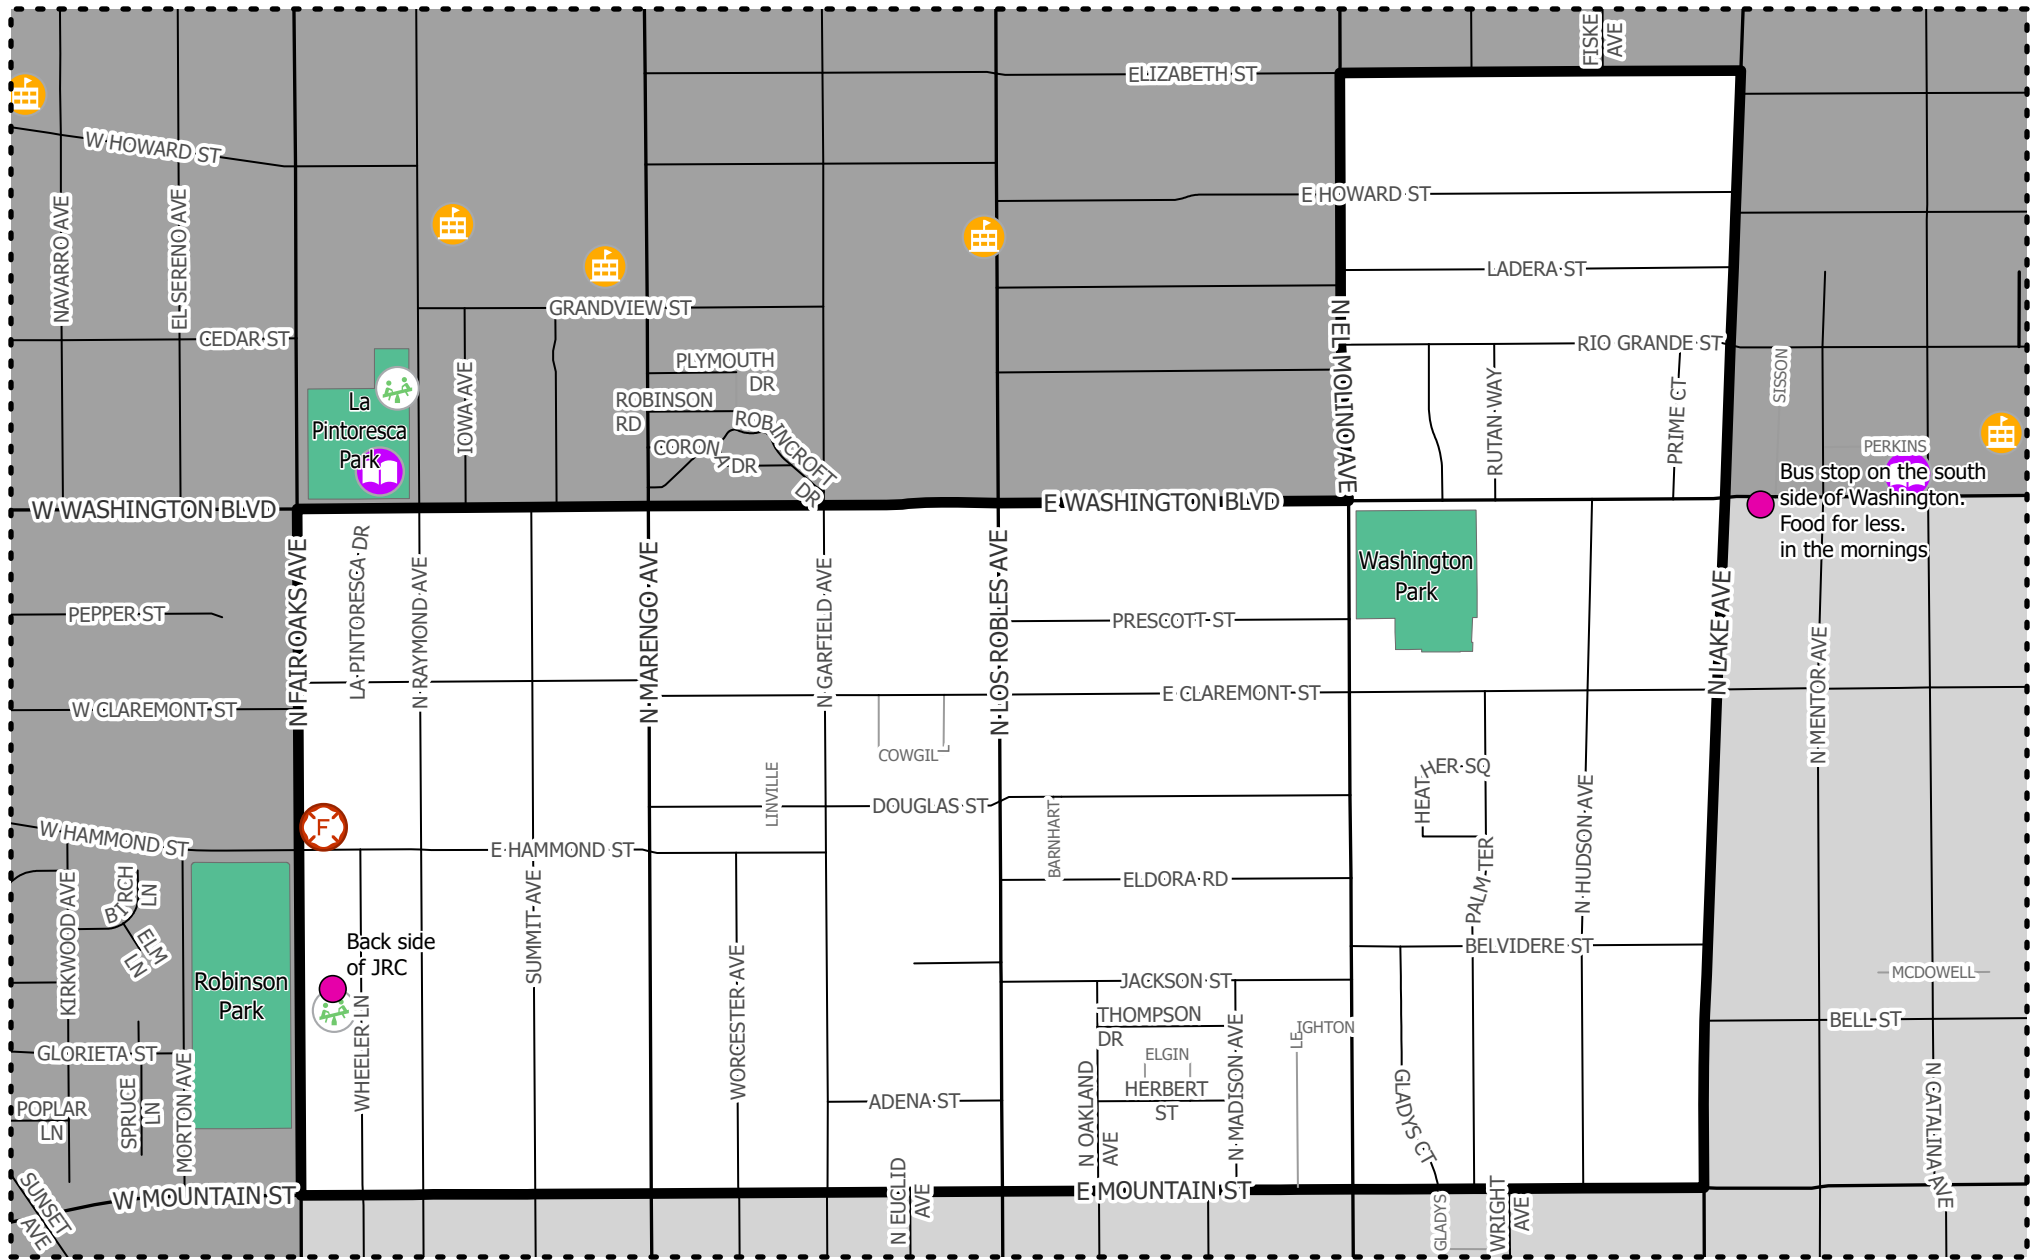 FISKE
AVE
ELIZABETH ST
W HOWARD ST
E HOWARD ST
NAVARRO AVE
EL SERENO AVE
LADERA ST
GRANDVIEW ST
CEDAR ST
N EL MOLINO AVE
RIO GRANDE ST
SISSON
PLYMOUTH
DR
IOWA AVE
ROBINSON
RD
ROBINCROFT
DR
CORONA DR
RUTAN WAY
PRIME CT
La
Pintoresca
Park
PERKINS
Bus stop on the south
side of Washington.
Food for less.
in the mornings
W WASHINGTON BLVD
E WASHINGTON BLVD
N FAIR OAKS AVE
LA PINTORESCA DR
N RAYMOND AVE
N MARENGO AVE
N GARFIELD AVE
N LOS ROBLES AVE
Washington
Park
N LAKE AVE
PEPPER ST
PRESCOTT ST
N MENTOR AVE
W CLAREMONT ST
E CLAREMONT ST
COWGIL
L
LINVILLE
DOUGLAS ST
BARNHART
HEATHER SQ
N HUDSON AVE
F
W HAMMOND ST
E HAMMOND ST
PALM TER
KIRKWOOD AVE
BIRCH
LN
ELM
LN
SUMMIT AVE
ELDORA RD
BELVIDERE ST
Back side
of JRC
Robinson
Park
WORCESTER AVE
JACKSON ST
MCDOWELL
WHEELER LN
THOMPSON
DR
N MADISON AVE
LEIGHTON
BELL ST
GLORIETA ST
ELGIN
HERBERT
ST
SPRUCE
LN
MORTON AVE
N OAKLAND
AVE
GLADYS CT
N CATALINA AVE
POPLAR
LN
ADENA ST
SUNSET
AVE
W MOUNTAIN ST
E MOUNTAIN ST
N EUCLID
AVE
GLADYS
WRIGHT
AVE